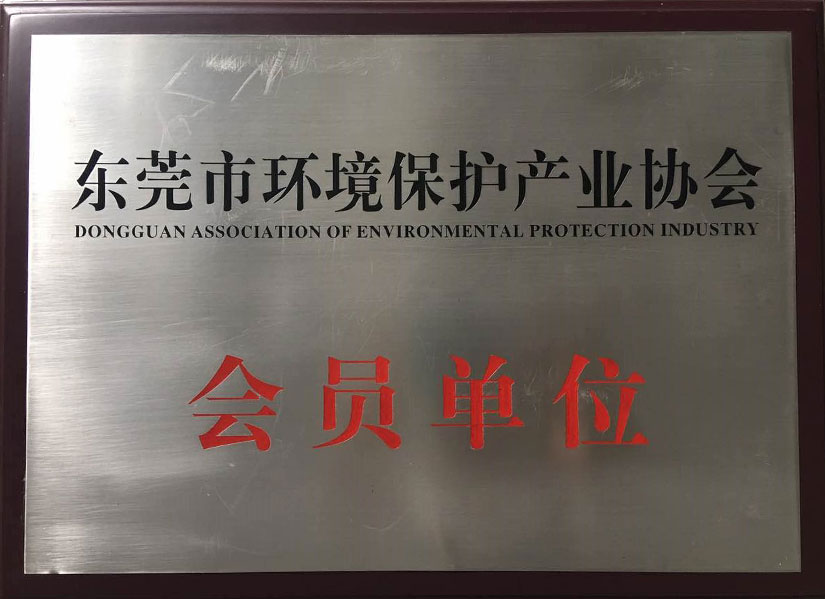 东莞市环境保护产业协会
DONGGUAN ASSOCIATION OF ENVIRONMENTAL PROTECTION INDUSTRY
会员单位